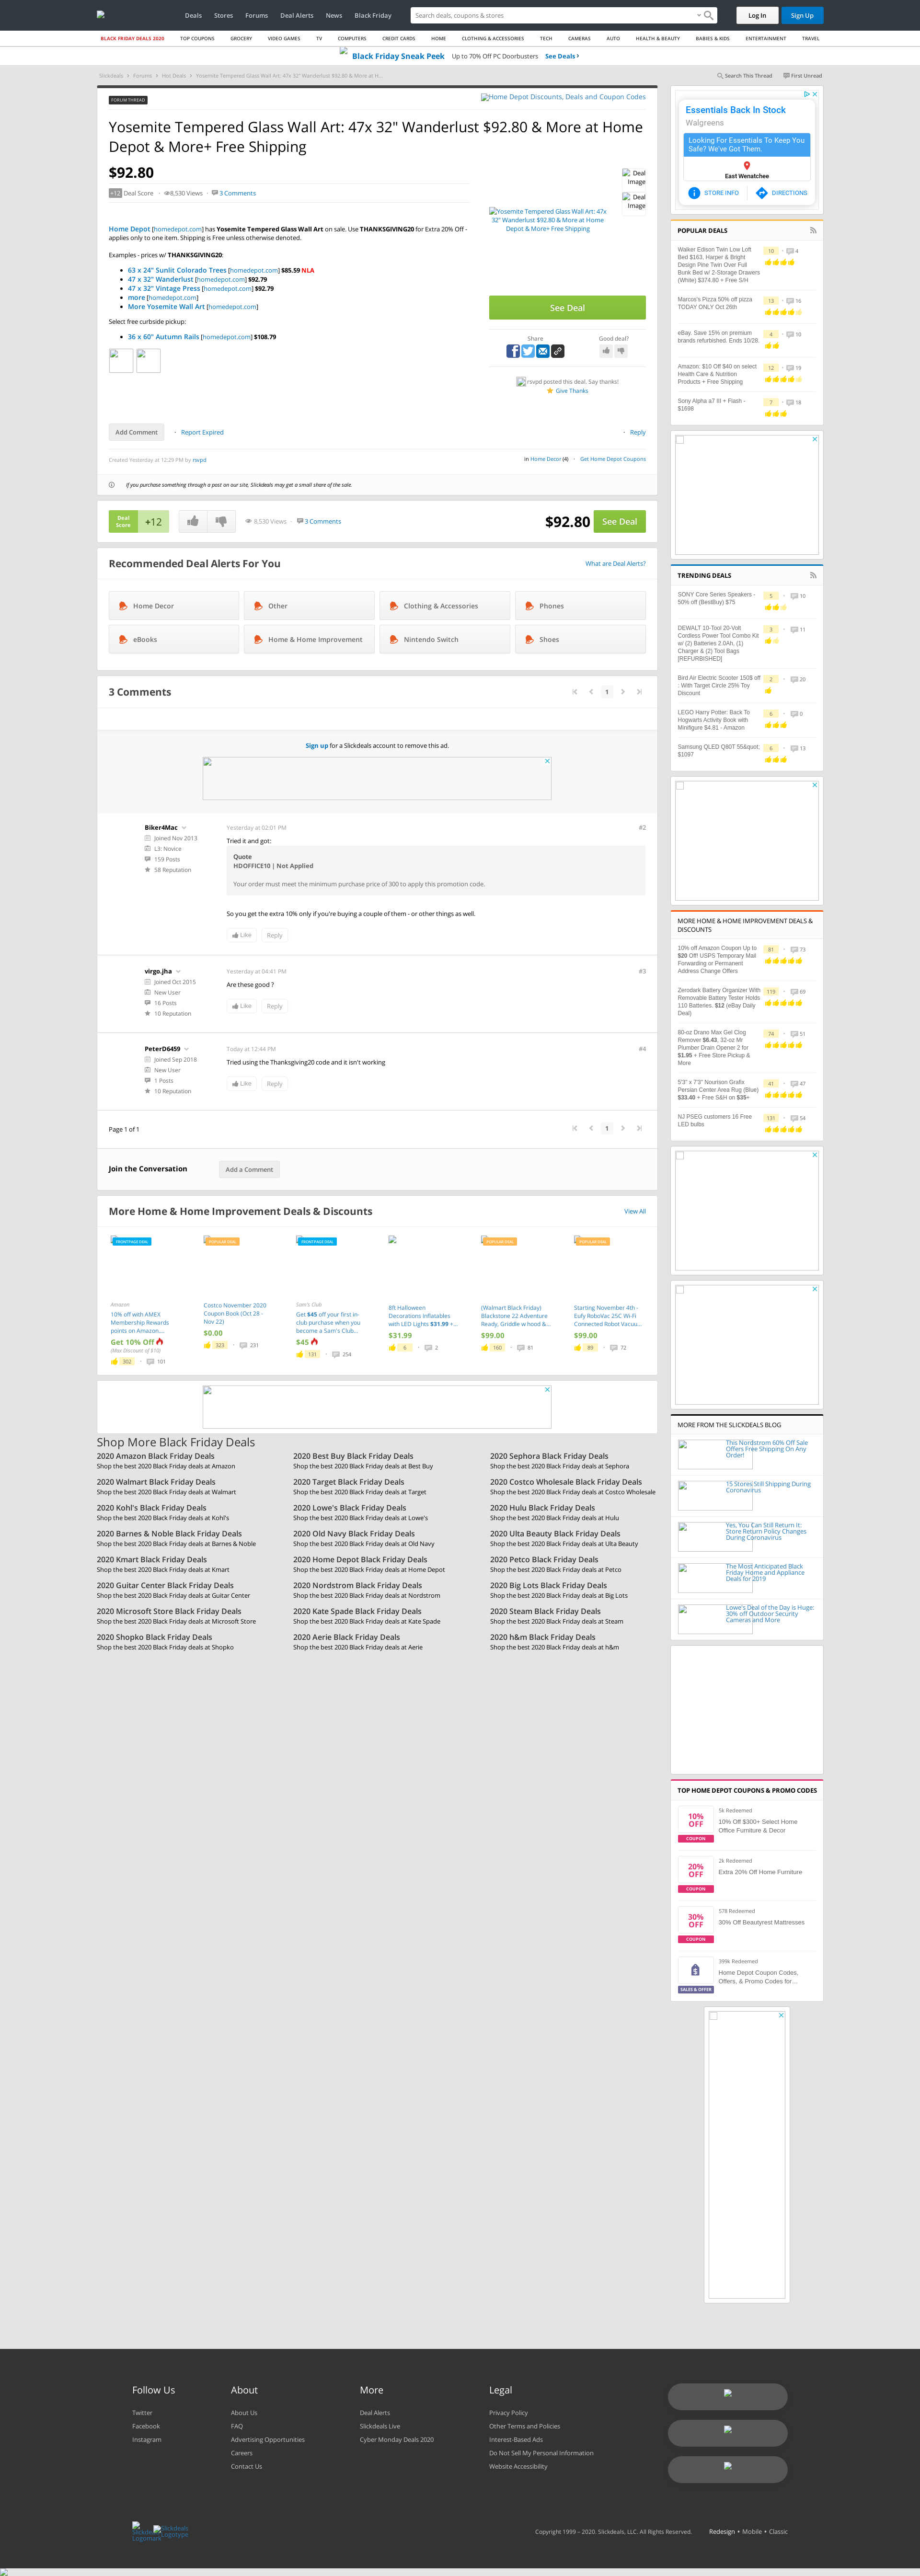 Deals Stores Forums Deal Alerts News Black Friday
Search deals, coupons & stores
Log In
Sign Up
BLACK FRIDAY DEALS 2020 TOP COUPONS GROCERY VIDEO GAMES TV COMPUTERS CREDIT CARDS HOME CLOTHING & ACCESSORIES TECH CAMERAS AUTO HEALTH & BEAUTY BABIES & KIDS ENTERTAINMENT TRAVEL
Black Friday Sneak Peek Up to 70% Off PC Doorbusters See Deals
Slickdeals Forums Hot Deals Yosemite Tempered Glass Wall Art: 47x 32" Wanderlust $92.80 & More at H...
Search This Thread First Unread
FORUM THREAD
Home Depot Discounts, Deals and Coupon Codes
Yosemite Tempered Glass Wall Art: 47x 32" Wanderlust $92.80 & More at Home
Depot & More+ Free Shipping
$92.80
+12 Deal Score 8,530 Views 3 Comments
Home Depot [homedepot.com] has Yosemite Tempered Glass Wall Art on sale. Use THANKSGIVING20 for Extra 20% Off -
applies only to one item. Shipping is Free unless otherwise denoted.
Examples - prices w/ THANKSGIVING20:
63 x 24" Sunlit Colorado Trees [homedepot.com] $85.59 NLA
47 x 32" Wanderlust [homedepot.com] $92.79
47 x 32" Vintage Press [homedepot.com] $92.79
more [homedepot.com]
More Yosemite Wall Art [homedepot.com]
Select free curbside pickup:
36 x 60" Autumn Rails [homedepot.com] $108.79
Deal
Image
Deal
Image
Yosemite Tempered Glass Wall Art: 47x
32" Wanderlust $92.80 & More at Home
Depot & More+ Free Shipping
See Deal
Share
Good deal?
rsvpd posted this deal. Say thanks!
Give Thanks
Add Comment
Report Expired
Reply
Created Yesterday at 12:29 PM by rsvpd
in Home Decor (4) Get Home Depot Coupons
If you purchase something through a post on our site, Slickdeals may get a small share of the sale.
Deal
Score
+12
8,530 Views 3 Comments
$92.80
See Deal
Recommended Deal Alerts For You
What are Deal Alerts?
Home Decor
Other
Clothing & Accessories
Phones
eBooks
Home & Home Improvement
Nintendo Switch
Shoes
3 Comments
1
Sign up for a Slickdeals account to remove this ad.
Biker4Mac
Joined Nov 2013
L3: Novice
159 Posts
58 Reputation
Yesterday at 02:01 PM
#2
Tried it and got:
Quote
HDOFFICE10 | Not Applied
Your order must meet the minimum purchase price of 300 to apply this promotion code.
So you get the extra 10% only if you're buying a couple of them - or other things as well.
Like
Reply
virgo.jha
Joined Oct 2015
New User
16 Posts
10 Reputation
Yesterday at 04:41 PM
#3
Are these good ?
Like
Reply
PeterD6459
Joined Sep 2018
New User
1 Posts
10 Reputation
Today at 12:44 PM
#4
Tried using the Thanksgiving20 code and it isn't working
Like
Reply
Page 1 of 1
1
Join the Conversation
Add a Comment
More Home & Home Improvement Deals & Discounts
View All
FRONTPAGE DEAL
Amazon
10% off with AMEX
Membership Rewards
points on Amazon...
Get 10% Off
(Max Discount of $10)
302 101
POPULAR DEAL
Costco November 2020
Coupon Book (Oct 28 -
Nov 22)
$0.00
323 231
FRONTPAGE DEAL
Sam's Club
Get $45 off your first in-
club purchase when you
become a Sam's Club...
$45
131 254
8ft Halloween
Decorations Inflatables
with LED Lights $31.99 +...
$31.99
6 2
POPULAR DEAL
(Walmart Black Friday)
Blackstone 22 Adventure
Ready, Griddle w hood &...
$99.00
160 81
POPULAR DEAL
Starting November 4th -
Eufy RoboVac 25C Wi-Fi
Connected Robot Vacuu...
$99.00
89 72
Shop More Black Friday Deals
2020 Amazon Black Friday Deals
Shop the best 2020 Black Friday deals at Amazon
2020 Best Buy Black Friday Deals
Shop the best 2020 Black Friday deals at Best Buy
2020 Sephora Black Friday Deals
Shop the best 2020 Black Friday deals at Sephora
2020 Walmart Black Friday Deals
Shop the best 2020 Black Friday deals at Walmart
2020 Target Black Friday Deals
Shop the best 2020 Black Friday deals at Target
2020 Costco Wholesale Black Friday Deals
Shop the best 2020 Black Friday deals at Costco Wholesale
2020 Kohl's Black Friday Deals
Shop the best 2020 Black Friday deals at Kohl's
2020 Lowe's Black Friday Deals
Shop the best 2020 Black Friday deals at Lowe's
2020 Hulu Black Friday Deals
Shop the best 2020 Black Friday deals at Hulu
2020 Barnes & Noble Black Friday Deals
Shop the best 2020 Black Friday deals at Barnes & Noble
2020 Old Navy Black Friday Deals
Shop the best 2020 Black Friday deals at Old Navy
2020 Ulta Beauty Black Friday Deals
Shop the best 2020 Black Friday deals at Ulta Beauty
2020 Kmart Black Friday Deals
Shop the best 2020 Black Friday deals at Kmart
2020 Home Depot Black Friday Deals
Shop the best 2020 Black Friday deals at Home Depot
2020 Petco Black Friday Deals
Shop the best 2020 Black Friday deals at Petco
2020 Guitar Center Black Friday Deals
Shop the best 2020 Black Friday deals at Guitar Center
2020 Nordstrom Black Friday Deals
Shop the best 2020 Black Friday deals at Nordstrom
2020 Big Lots Black Friday Deals
Shop the best 2020 Black Friday deals at Big Lots
2020 Microsoft Store Black Friday Deals
Shop the best 2020 Black Friday deals at Microsoft Store
2020 Kate Spade Black Friday Deals
Shop the best 2020 Black Friday deals at Kate Spade
2020 Steam Black Friday Deals
Shop the best 2020 Black Friday deals at Steam
2020 Shopko Black Friday Deals
Shop the best 2020 Black Friday deals at Shopko
2020 Aerie Black Friday Deals
Shop the best 2020 Black Friday deals at Aerie
2020 h&m Black Friday Deals
Shop the best 2020 Black Friday deals at h&m
Essentials Back In Stock
Walgreens
Looking For Essentials To Keep You
Safe? We've Got Them.
East Wenatchee
STORE INFO
DIRECTIONS
POPULAR DEALS
Walker Edison Twin Low Loft
Bed $163, Harper & Bright
Design Pine Twin Over Full
Bunk Bed w/ 2-Storage Drawers
(White) $374.80 + Free S/H
10 4
Marcos's Pizza 50% off pizza
TODAY ONLY Oct 26th
13 16
eBay. Save 15% on premium
brands refurbished. Ends 10/28.
4 10
Amazon: $10 Off $40 on select
Health Care & Nutrition
Products + Free Shipping
12 19
Sony Alpha a7 III + Flash -
$1698
7 18
TRENDING DEALS
SONY Core Series Speakers -
50% off (BestBuy) $75
5 10
DEWALT 10-Tool 20-Volt
Cordless Power Tool Combo Kit
w/ (2) Batteries 2.0Ah, (1)
Charger & (2) Tool Bags
[REFURBISHED]
3 11
Bird Air Electric Scooter 150$ off
: With Target Circle 25% Toy
Discount
2 20
LEGO Harry Potter: Back To
Hogwarts Activity Book with
Minifigure $4.81 - Amazon
6 0
Samsung QLED Q80T 55&quot;
$1097
6 13
MORE HOME & HOME IMPROVEMENT DEALS &
DISCOUNTS
10% off Amazon Coupon Up to
$20 Off! USPS Temporary Mail
Forwarding or Permanent
Address Change Offers
81 73
Zerodark Battery Organizer With
Removable Battery Tester Holds
110 Batteries. $12 (eBay Daily
Deal)
119 69
80-oz Drano Max Gel Clog
Remover $6.43, 32-oz Mr
Plumber Drain Opener 2 for
$1.95 + Free Store Pickup &
More
74 51
5'3" x 7'3" Nourison Grafix
Persian Center Area Rug (Blue)
$33.40 + Free S&H on $35+
41 47
NJ PSEG customers 16 Free
LED bulbs
131 54
MORE FROM THE SLICKDEALS BLOG
This Nordstrom 60% Off Sale
Offers Free Shipping On Any
Order!
15 Stores Still Shipping During
Coronavirus
Yes, You Can Still Return It:
Store Return Policy Changes
During Coronavirus
The Most Anticipated Black
Friday Home and Appliance
Deals for 2019
Lowe's Deal of the Day is Huge:
30% off Outdoor Security
Cameras and More
TOP HOME DEPOT COUPONS & PROMO CODES
10%
OFF
COUPON
5k Redeemed
10% Off $300+ Select Home
Office Furniture & Decor
20%
OFF
COUPON
2k Redeemed
Extra 20% Off Home Furniture
30%
OFF
COUPON
578 Redeemed
30% Off Beautyrest Mattresses
SALES & OFFER
399k Redeemed
Home Depot Coupon Codes,
Offers, & Promo Codes for...
Follow Us
Twitter
Facebook
Instagram
About
About Us
FAQ
Advertising Opportunities
Careers
Contact Us
More
Deal Alerts
Slickdeals Live
Cyber Monday Deals 2020
Legal
Privacy Policy
Other Terms and Policies
Interest-Based Ads
Do Not Sell My Personal Information
Website Accessibility
Slickdeals
Logomark
Slickdeals
Logotype
Copyright 1999 - 2020. Slickdeals, LLC. All Rights Reserved. Redesign • Mobile • Classic